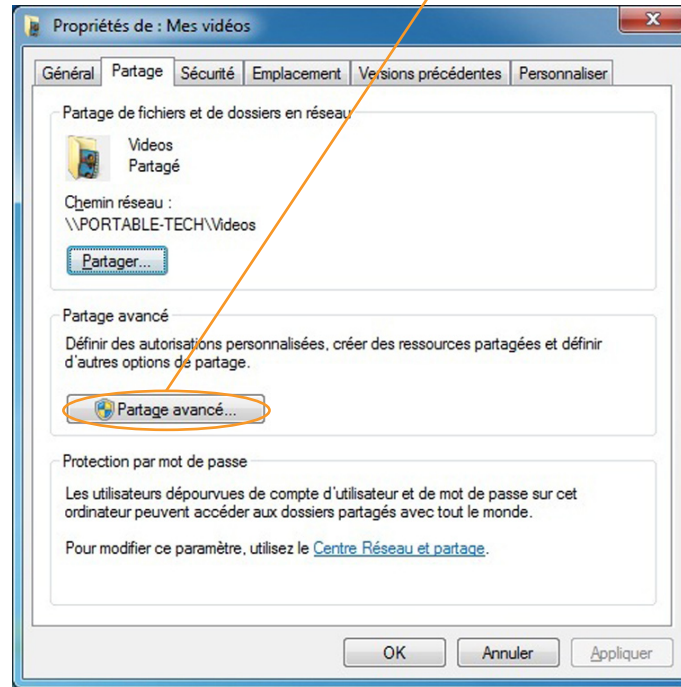 Propriétés de : Mes vidéos
Général Partage Sécurité Emplacement Versions précédentes Personnaliser
Partage de fichiers et de dossiers en réseau
Videos
Partagé
Chemin réseau :
\\PORTABLE-TECH\Videos
Partager...
Partage avancé
Définir des autorisations personnalisées, créer des ressources partagées et définir
d'autres options de partage.
Partage avancé...
Protection par mot de passe
Les utilisateurs dépourvues de compte d'utilisateur et de mot de passe sur cet
ordinateur peuvent accéder aux dossiers partagés avec tout le monde.
Pour modifier ce paramètre, utilisez le Centre Réseau et partage.
OK Annuler Appliquer